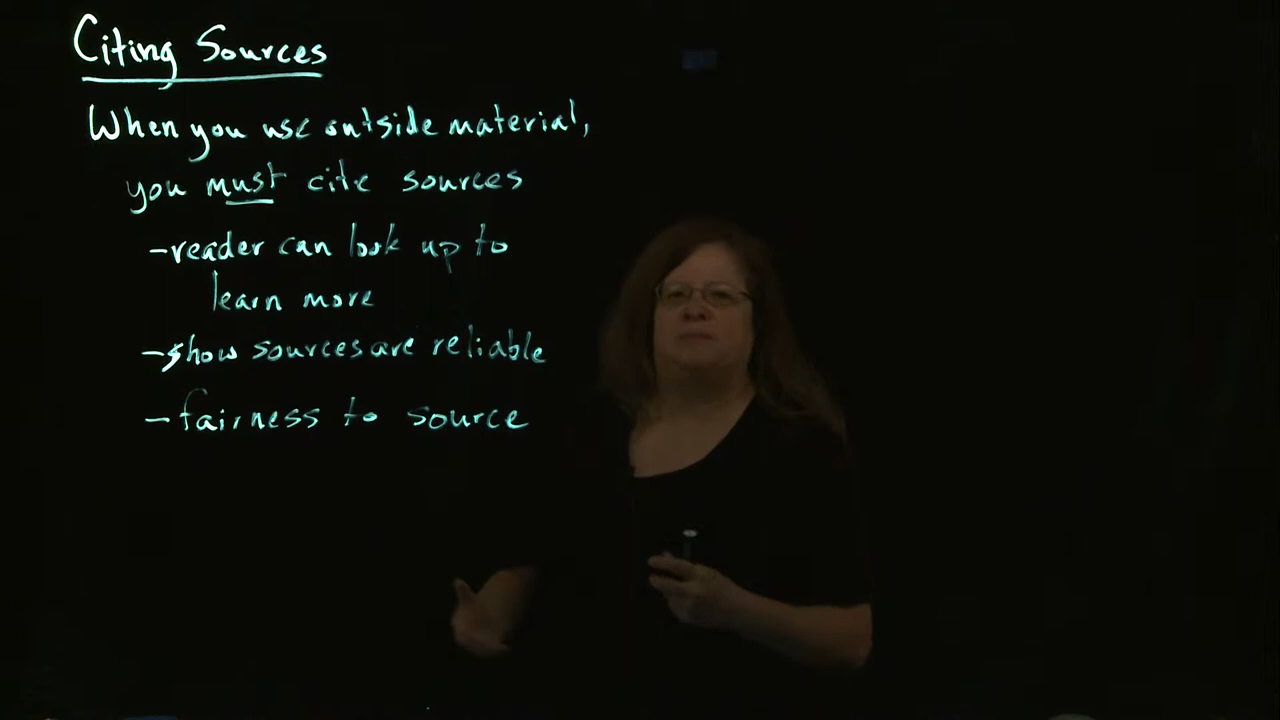 Citing Sources
When you use outside material,
you must cite sources
-reader can look up to
learn more
-show sources are reliable
-fairness to source